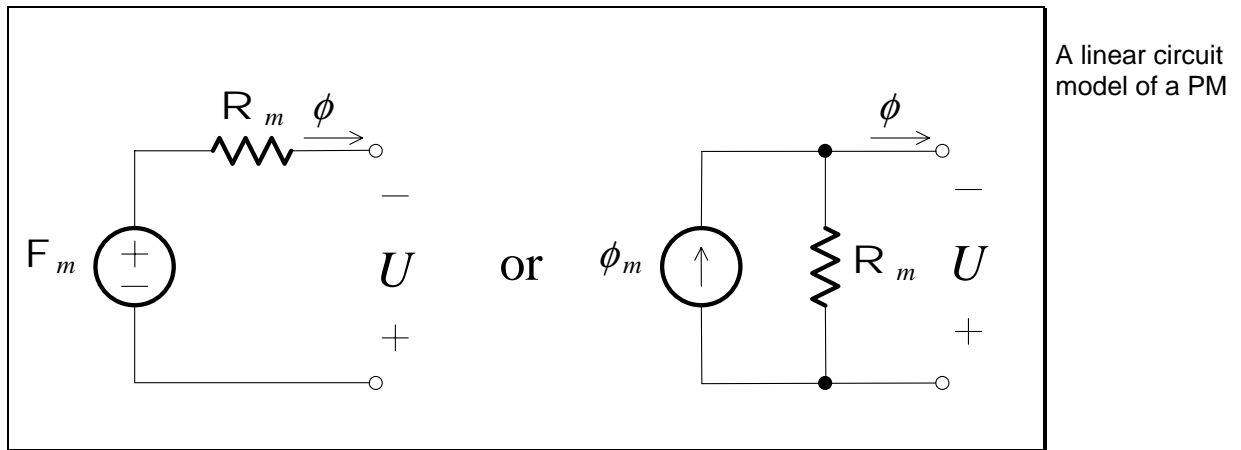 A linear circuit
model of a PM
R m ϕ
F m + − − U +
or
ϕ
ϕm R m − U +